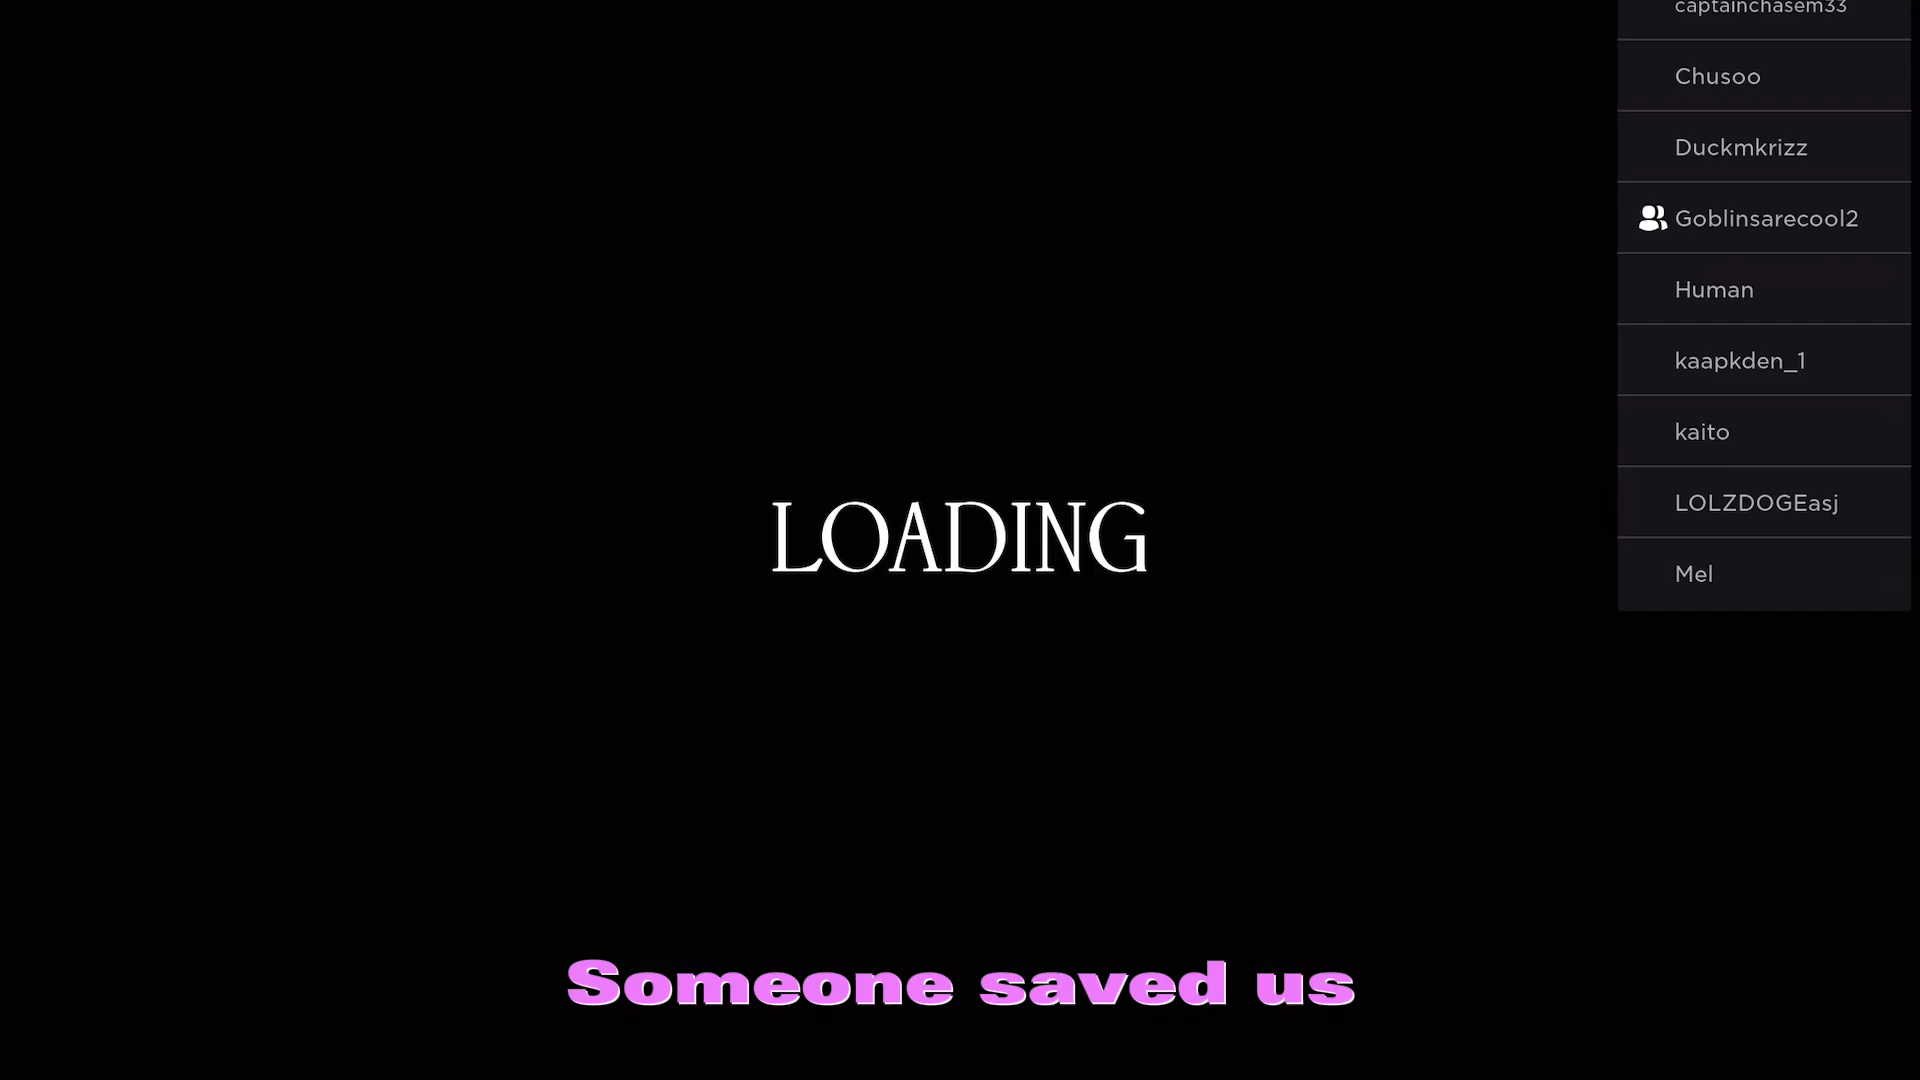 captainchasem33
Chusoo
Duckmkrizz
Goblinsarecool2
Human
kaapkden_1
kaito
LOLZDOGEasj
Mel
LOADING
Someone saved us